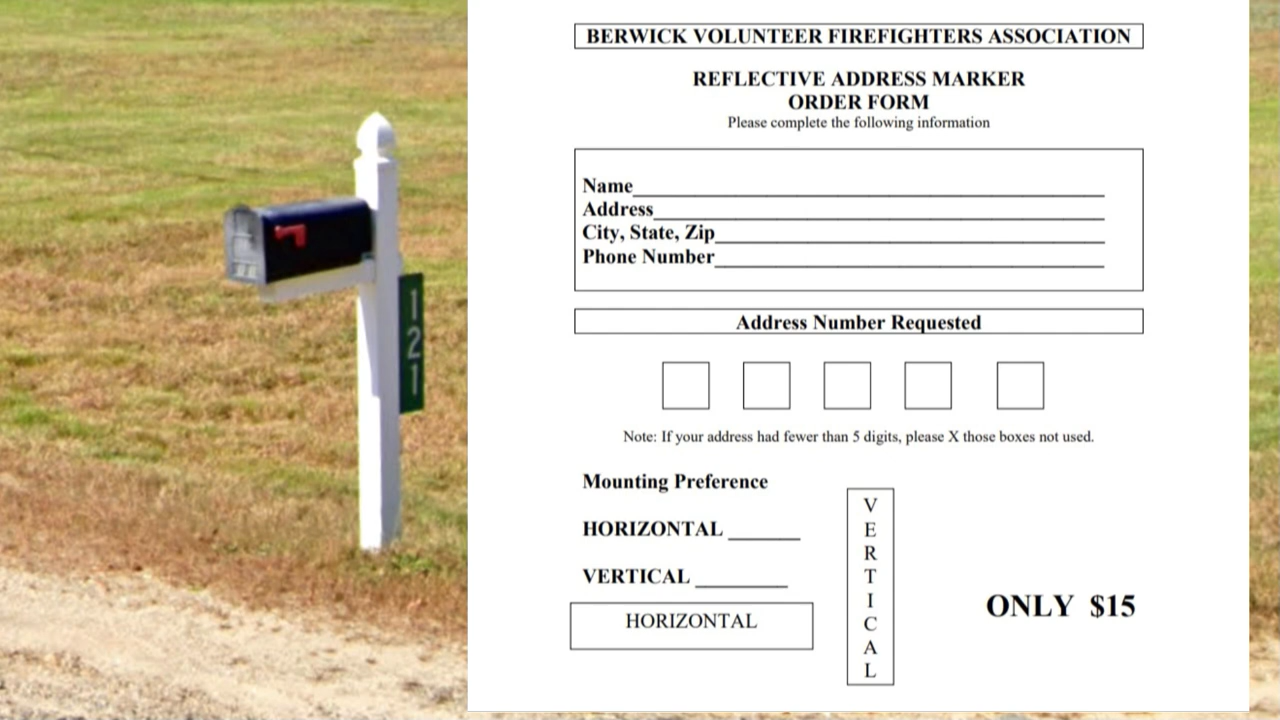 1
2
1
BERWICK VOLUNTEER FIREFIGHTERS ASSOCIATION
REFLECTIVE ADDRESS MARKER
ORDER FORM
Please complete the following information
Name
Address
City, State, Zip
Phone Number
Address Number Requested
Note: If your address had fewer than 5 digits, please X those boxes not used.
Mounting Preference
HORIZONTAL
VERTICAL
HORIZONTAL
V
E
R
T
I
C
A
L
ONLY $15